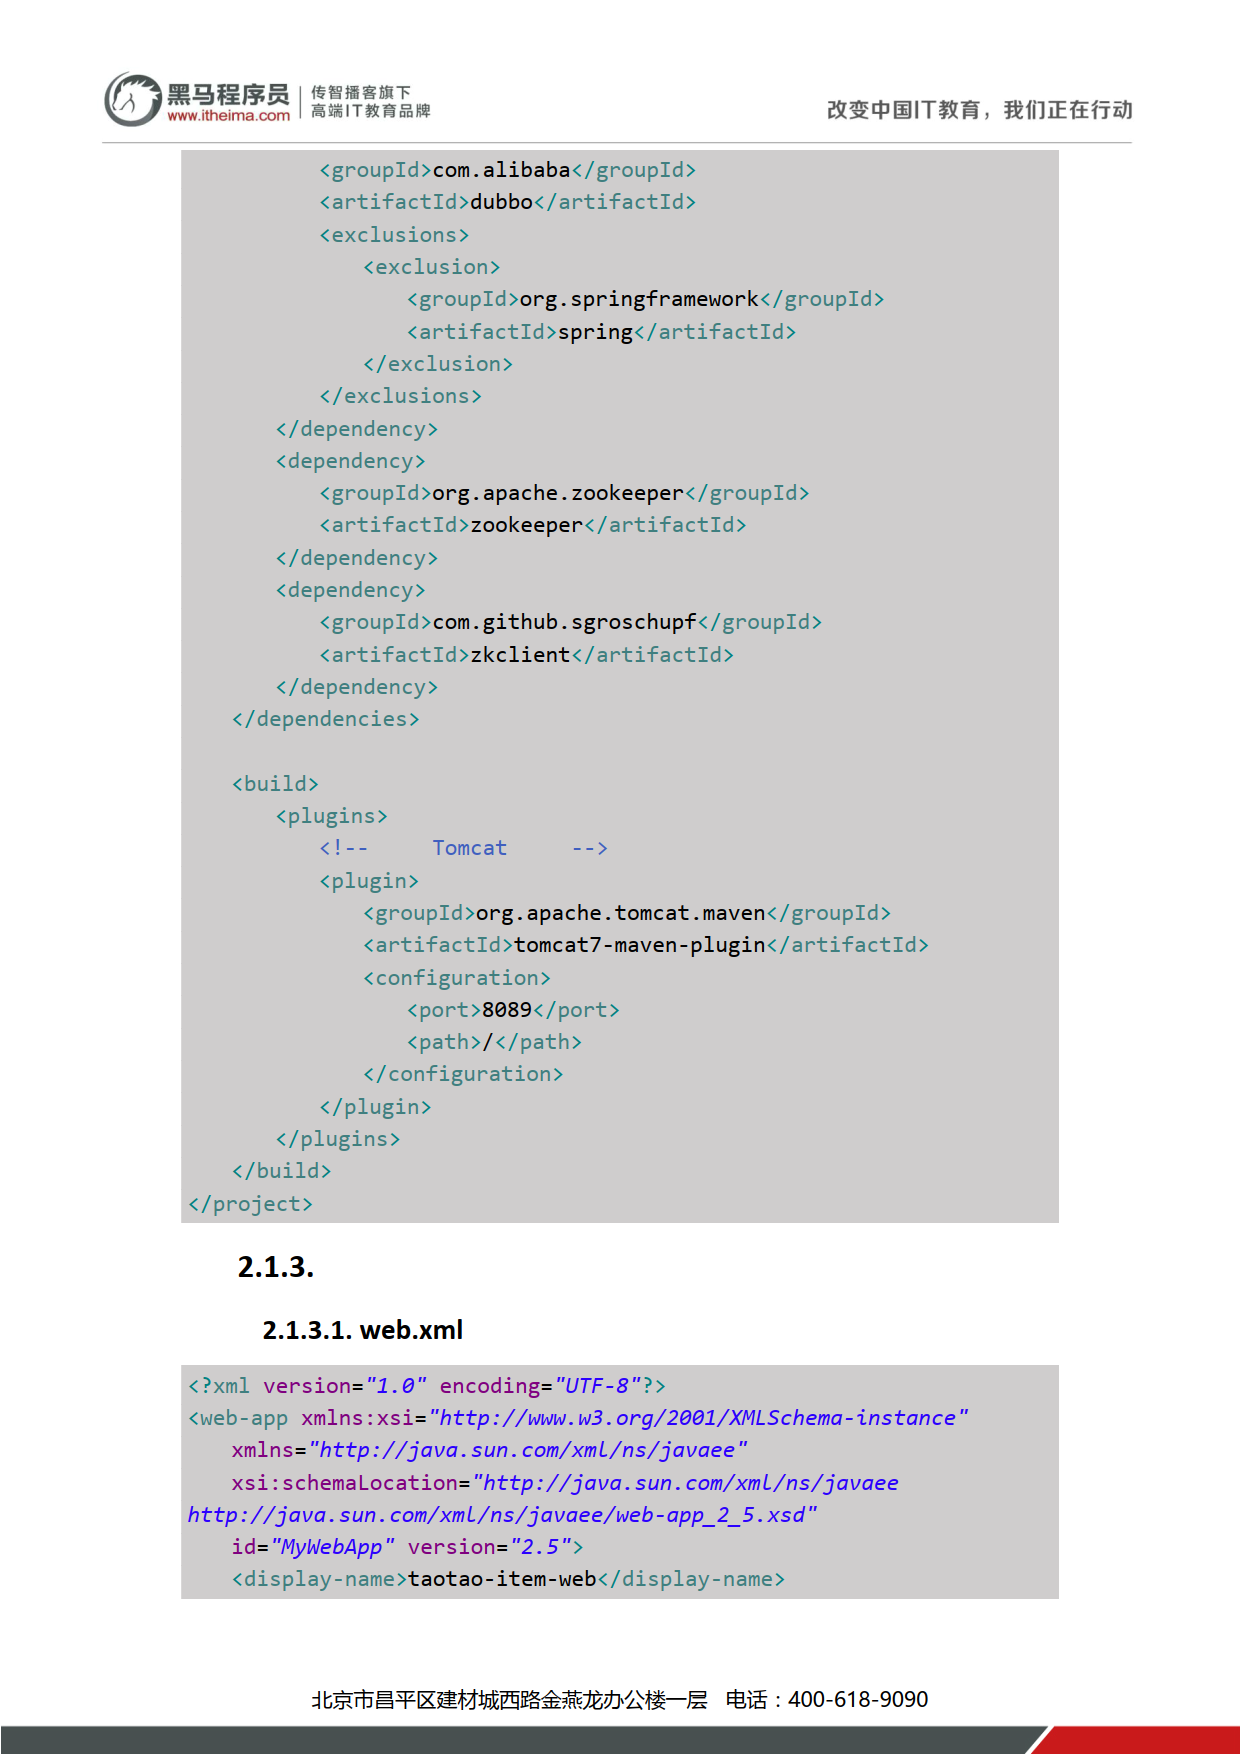 黑马程序员
www.itheima.com
传智播客旗下
高端IT教育品牌
改变中国IT教育，我们正在行动
<groupId>com.alibaba</groupId>
<artifactId>dubbo</artifactId>
<exclusions>
<exclusion>
<groupId>org.springframework</groupId>
<artifactId>spring</artifactId>
</exclusion>
</exclusions>
</dependency>
<dependency>
<groupId>org.apache.zookeeper</groupId>
<artifactId>zookeeper</artifactId>
</dependency>
<dependency>
<groupId>com.github.sgroschupf</groupId>
<artifactId>zkclient</artifactId>
</dependency>
</dependencies>
<build>
<plugins>
<!-- Tomcat -->
<plugin>
<groupId>org.apache.tomcat.maven</groupId>
<artifactId>tomcat7-maven-plugin</artifactId>
<configuration>
<port>8089</port>
<path>/</path>
</configuration>
</plugin>
</plugins>
</build>
</project>
2.1.3.
2.1.3.1. web.xml
<?xml version="1.0" encoding="UTF-8"?>
<web-app xmlns:xsi="http://www.w3.org/2001/XMLSchema-instance"
xmlns="http://java.sun.com/xml/ns/javaee"
xsi:schemaLocation="http://java.sun.com/xml/ns/javaee
http://java.sun.com/xml/ns/javaee/web-app_2_5.xsd"
id="MyWebApp" version="2.5">
<display-name>taotao-item-web</display-name>
北京市昌平区建材城西路金燕龙办公楼一层 电话：400-618-9090